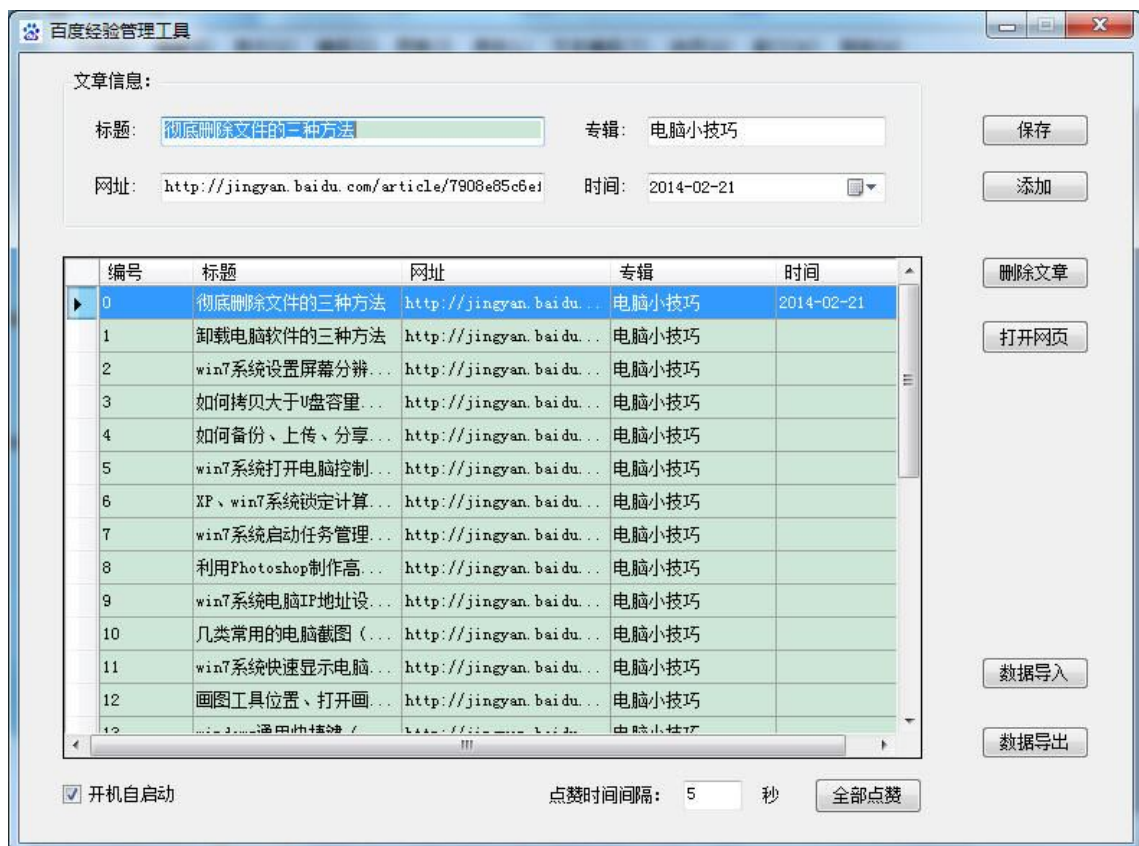 百度经验管理工具
文章信息:
标题: 彻底删除文件的三种方法 专辑: 电脑小技巧 保存
网址: http://jingyan.baidu.com/article/7908e85c6ei 时间: 2014-02-21 添加
编号 标题 网址 专辑 时间 删除文章
0 彻底删除文件的三种方法 http://jingyan.baidu... 电脑小技巧 2014-02-21
1 卸载电脑软件的三种方法 http://jingyan.baidu... 电脑小技巧 打开网页
2 win7系统设置屏幕分辨... http://jingyan.baidu... 电脑小技巧
3 如何拷贝大于U盘容量... http://jingyan.baidu... 电脑小技巧
4 如何备份、上传、分享... http://jingyan.baidu... 电脑小技巧
5 win7系统打开电脑控制... http://jingyan.baidu... 电脑小技巧
6 XP、win7系统锁定计算... http://jingyan.baidu... 电脑小技巧
7 win7系统启动任务管理... http://jingyan.baidu... 电脑小技巧
8 利用Photoshop制作高... http://jingyan.baidu... 电脑小技巧
9 win7系统电脑IP地址设... http://jingyan.baidu... 电脑小技巧
10 几类常用的电脑截图（... http://jingyan.baidu... 电脑小技巧
11 win7系统快速显示电脑... http://jingyan.baidu... 电脑小技巧 数据导入
12 画图工具位置、打开画... http://jingyan.baidu... 电脑小技巧
数据导出
开机自启动 点赞时间间隔: 5 秒 全部点赞